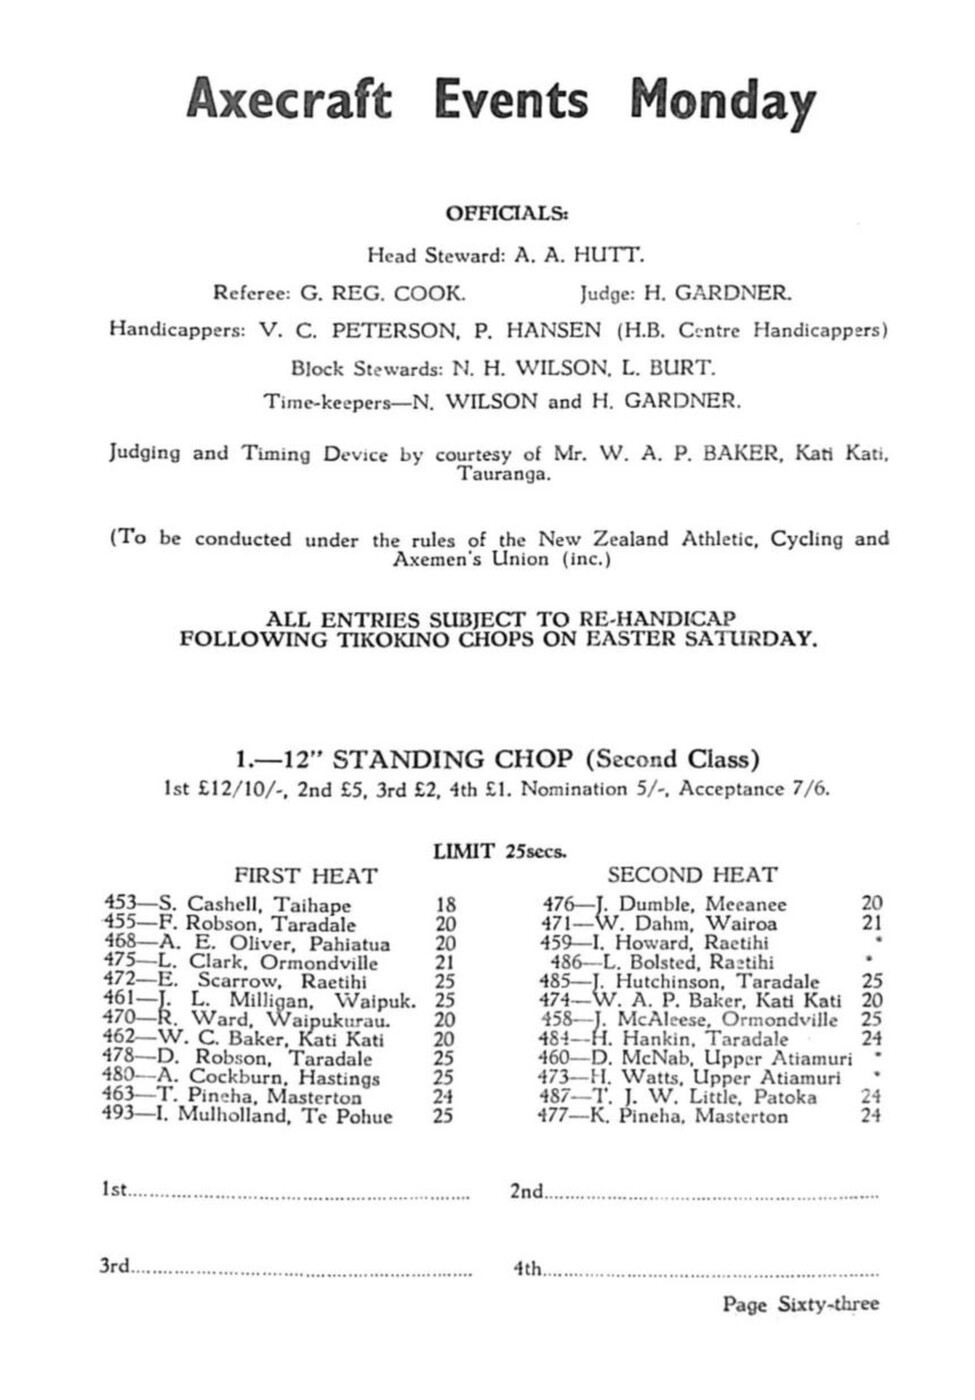 Axecraft Events Monday
OFFICIALS:
Head Steward: A. A. HUTT.
Referee: G. REG. COOK. Judge: H. GARDNER.
Handicappers: V. C. PETERSON, P. HANSEN (H.B. Centre Handicappers)
Block Stewards: N. H. WILSON, L. BURT.
Time-keepers—N. WILSON and H. GARDNER.
Judging and Timing Device by courtesy of Mr. W. A. P. BAKER, Kati Kati,
Tauranga.
(To be conducted under the rules of the New Zealand Athletic, Cycling and
Axemen's Union (inc.)
ALL ENTRIES SUBJECT TO RE-HANDICAP
FOLLOWING TIKOKINO CHOPS ON EASTER SATURDAY.
1.—12" STANDING CHOP (Second Class)
1st £12/10/-, 2nd £5, 3rd £2, 4th £1. Nomination 5/-, Acceptance 7/6.
LIMIT 25secs.
FIRST HEAT
453—S. Cashell, Taihape 18
455—F. Robson, Taradale 20
468—A. E. Oliver, Pahiatua 20
475—L. Clark, Ormondville 21
472—E. Scarrow, Raetihi 25
461—J. L. Milligan, Waipuk. 25
470—R. Ward, Waipukurau. 20
462—W. C. Baker, Kati Kati 20
478—D. Robson, Taradale 25
480—A. Cockburn, Hastings 25
463—T. Pineha, Masterton 24
493—I. Mulholland, Te Pohue 25
SECOND HEAT
476—J. Dumble, Meeanee 20
471—W. Dahm, Wairoa 21
459—I. Howard, Raetihi *
486—L. Bolsted, Raetihi *
485—J. Hutchinson, Taradale 25
474—W. A. P. Baker, Kati Kati 20
458—J. McAleese, Ormondville 25
484—H. Hankin, Taradale 24
460—D. McNab, Upper Atiamuri *
473—H. Watts, Upper Atiamuri *
487—T. J. W. Little, Patoka 24
477—K. Pineha, Masterton 24
1st.................................................. 2nd..................................................
3rd.................................................. 4th..................................................
Page Sixty-three